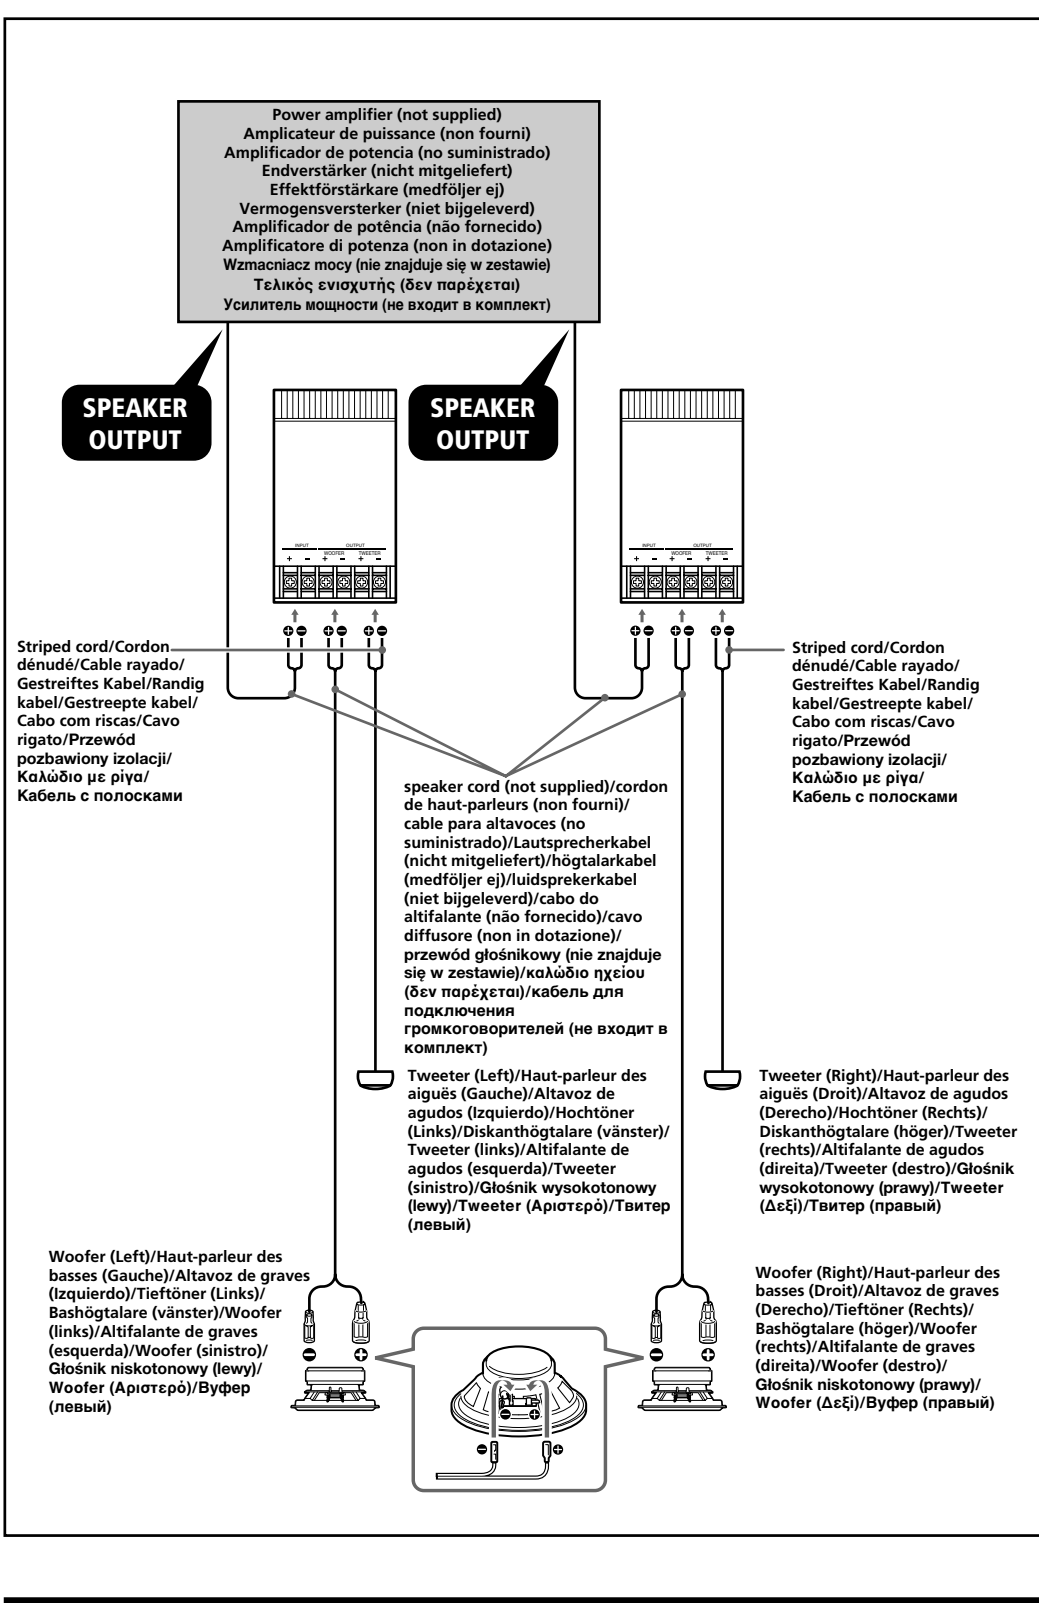 Power amplifier (not supplied)
Amplicateur de puissance (non fourni)
Amplificador de potencia (no suministrado)
Endverstärker (nicht mitgeliefert)
Effektförstärkare (medföljer ej)
Vermogensversterker (niet bijgeleverd)
Amplificador de potência (não fornecido)
Amplificatore di potenza (non in dotazione)
Wzmacniacz mocy (nie znajduje się w zestawie)
Τελικός ενισχυτής (δεν παρέχεται)
Усилитель мощности (не входит в комплект)
SPEAKER
OUTPUT
SPEAKER
OUTPUT
INPUT OUTPUT
WOOFER TWEETER
+ – + – + –
INPUT OUTPUT
WOOFER TWEETER
+ – + – + –
Striped cord/Cordon
dénudé/Cable rayado/
Gestreiftes Kabel/Randig
kabel/Gestreepte kabel/
Cabo com riscas/Cavo
rigato/Przewód
pozbawiony izolacji/
Καλώδιο με ρίγα/
Кабель с полосками
Striped cord/Cordon
dénudé/Cable rayado/
Gestreiftes Kabel/Randig
kabel/Gestreepte kabel/
Cabo com riscas/Cavo
rigato/Przewód
pozbawiony izolacji/
Καλώδιο με ρίγα/
Кабель с полосками
speaker cord (not supplied)/cordon
de haut-parleurs (non fourni)/
cable para altavoces (no
suministrado)/Lautsprecherkabel
(nicht mitgeliefert)/högtalarkabel
(medföljer ej)/luidsprekerkabel
(niet bijgeleverd)/cabo do
altifalante (não fornecido)/cavo
diffusore (non in dotazione)/
przewód głośnikowy (nie znajduje
się w zestawie)/καλώδιο ηχείου
(δεν παρέχεται)/кабель для
подключения
громкоговорителей (не входит в
комплект)
Tweeter (Left)/Haut-parleur des
aiguës (Gauche)/Altavoz de
agudos (Izquierdo)/Hochtöner
(Links)/Diskanthögtalare (vänster)/
Tweeter (links)/Altifalante de
agudos (esquerda)/Tweeter
(sinistro)/Głośnik wysokotonowy
(lewy)/Tweeter (Αριστερό)/Твитер
(левый)
Tweeter (Right)/Haut-parleur des
aiguës (Droit)/Altavoz de agudos
(Derecho)/Hochtöner (Rechts)/
Diskanthögtalare (höger)/Tweeter
(rechts)/Altifalante de agudos
(direita)/Tweeter (destro)/Głośnik
wysokotonowy (prawy)/Tweeter
(Δεξί)/Твитер (правый)
Woofer (Left)/Haut-parleur des
basses (Gauche)/Altavoz de graves
(Izquierdo)/Tieftöner (Links)/
Bashögtalare (vänster)/Woofer
(links)/Altifalante de graves
(esquerda)/Woofer (sinistro)/
Głośnik niskotonowy (lewy)/
Woofer (Αριστερό)/Вуфер
(левый)
Woofer (Right)/Haut-parleur des
basses (Droit)/Altavoz de graves
(Derecho)/Tieftöner (Rechts)/
Bashögtalare (höger)/Woofer
(rechts)/Altifalante de graves
(direita)/Woofer (destro)/
Głośnik niskotonowy (prawy)/
Woofer (Δεξί)/Вуфер (правый)